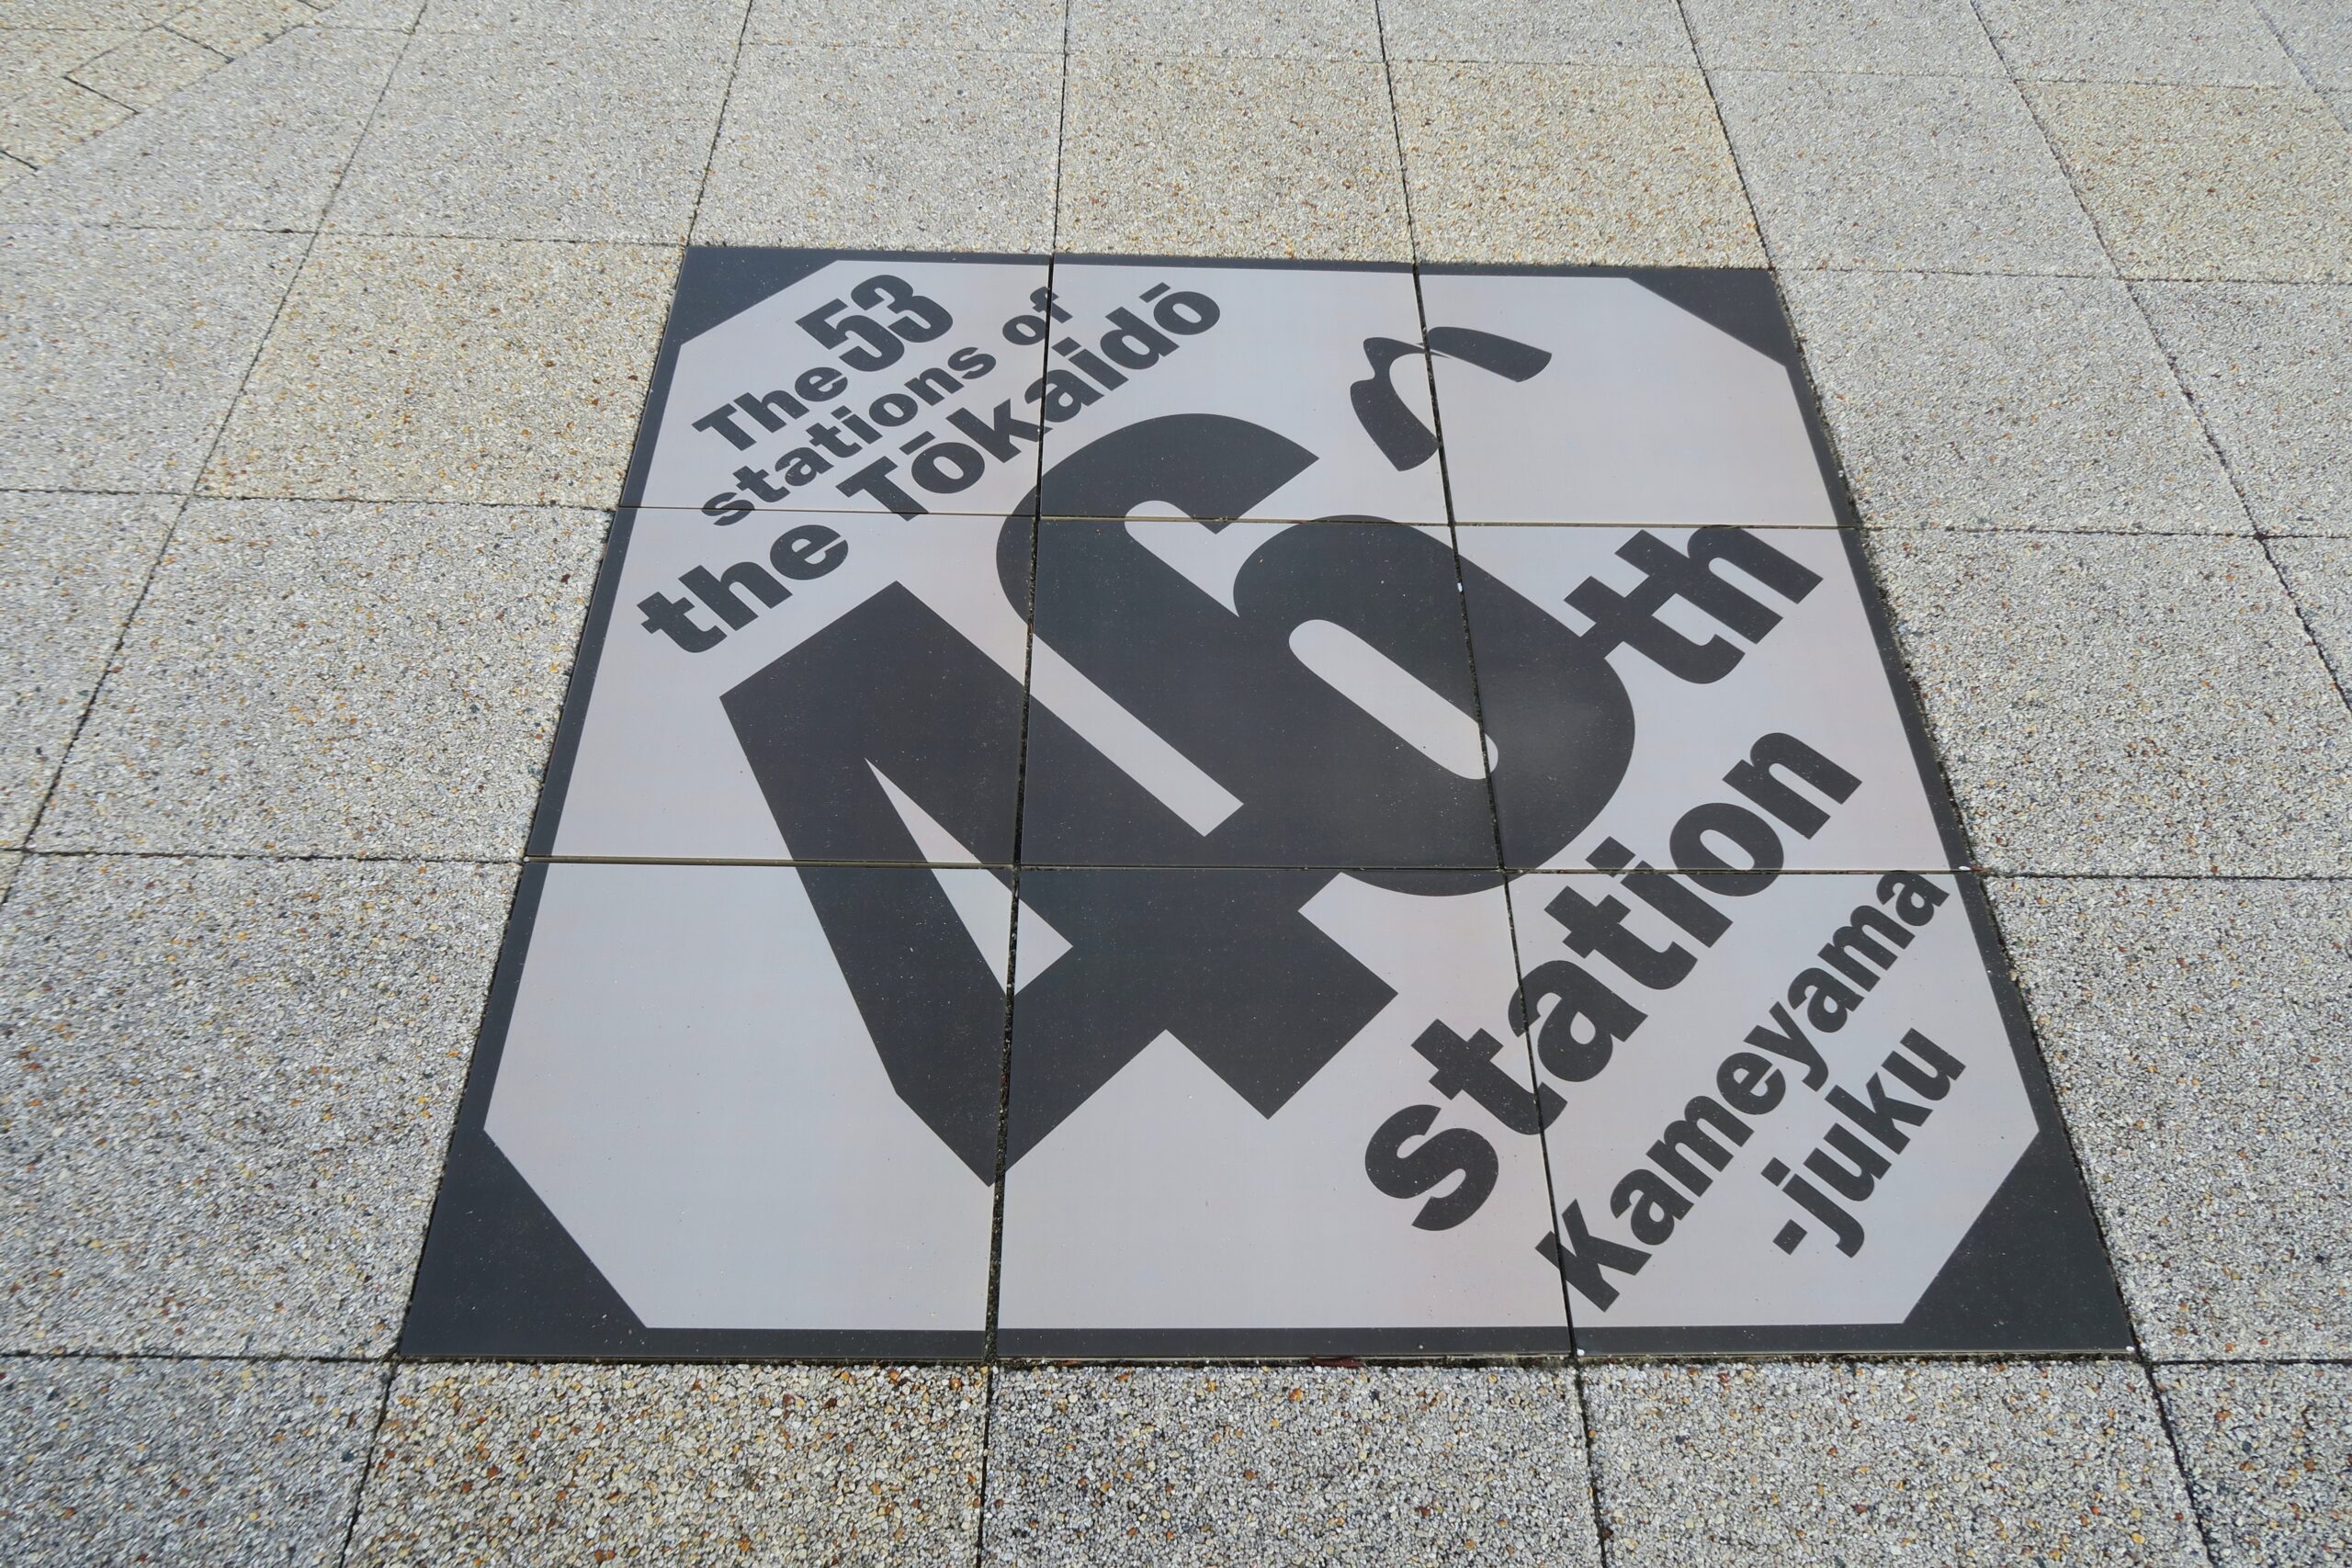 The 53
stations of
the Tōkaidō
46th
station
Kameyama
-juku